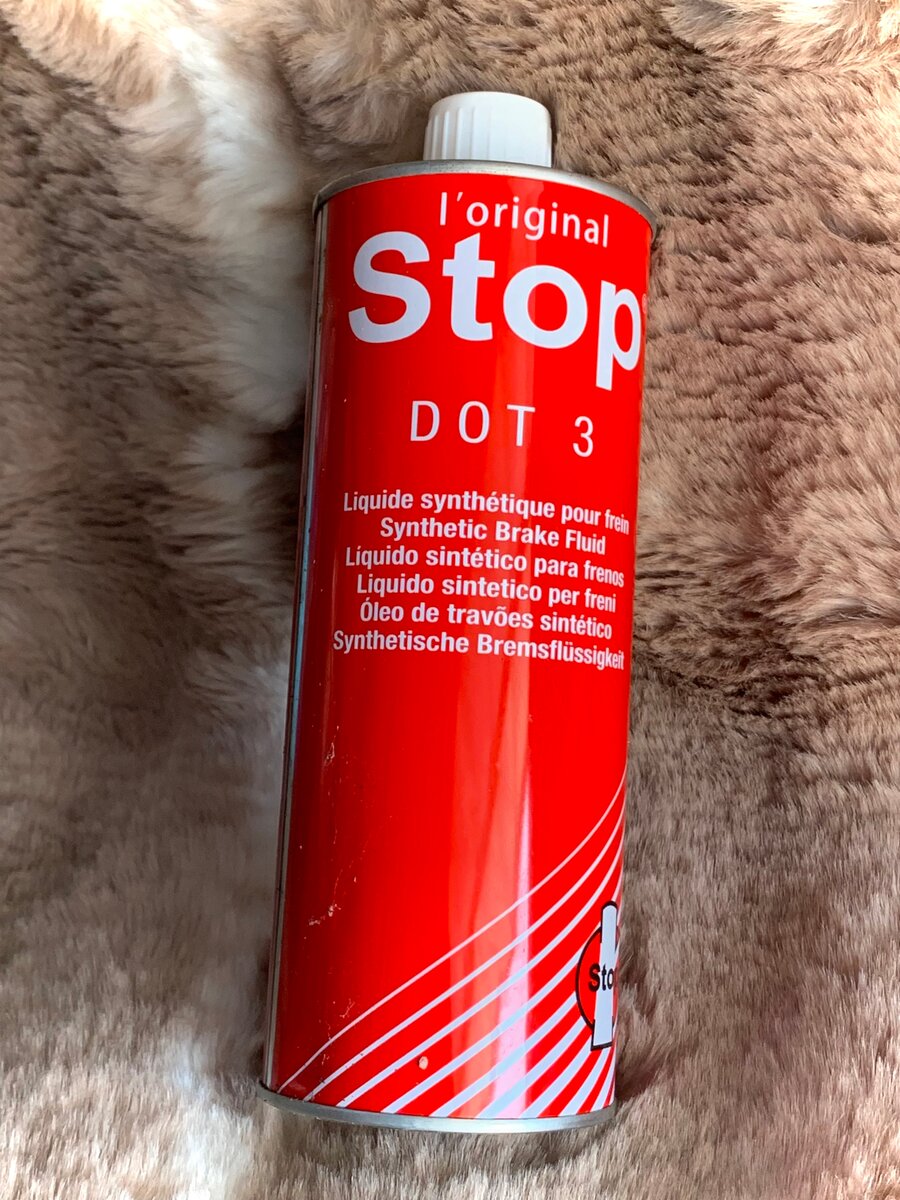 l'original
Stop
DOT 3
Liquide synthétique pour frein
Synthetic Brake Fluid
Líquido sintético para frenos
Liquido sintetico per freni
Óleo de travões sintético
Synthetische Bremsflüssigkeit